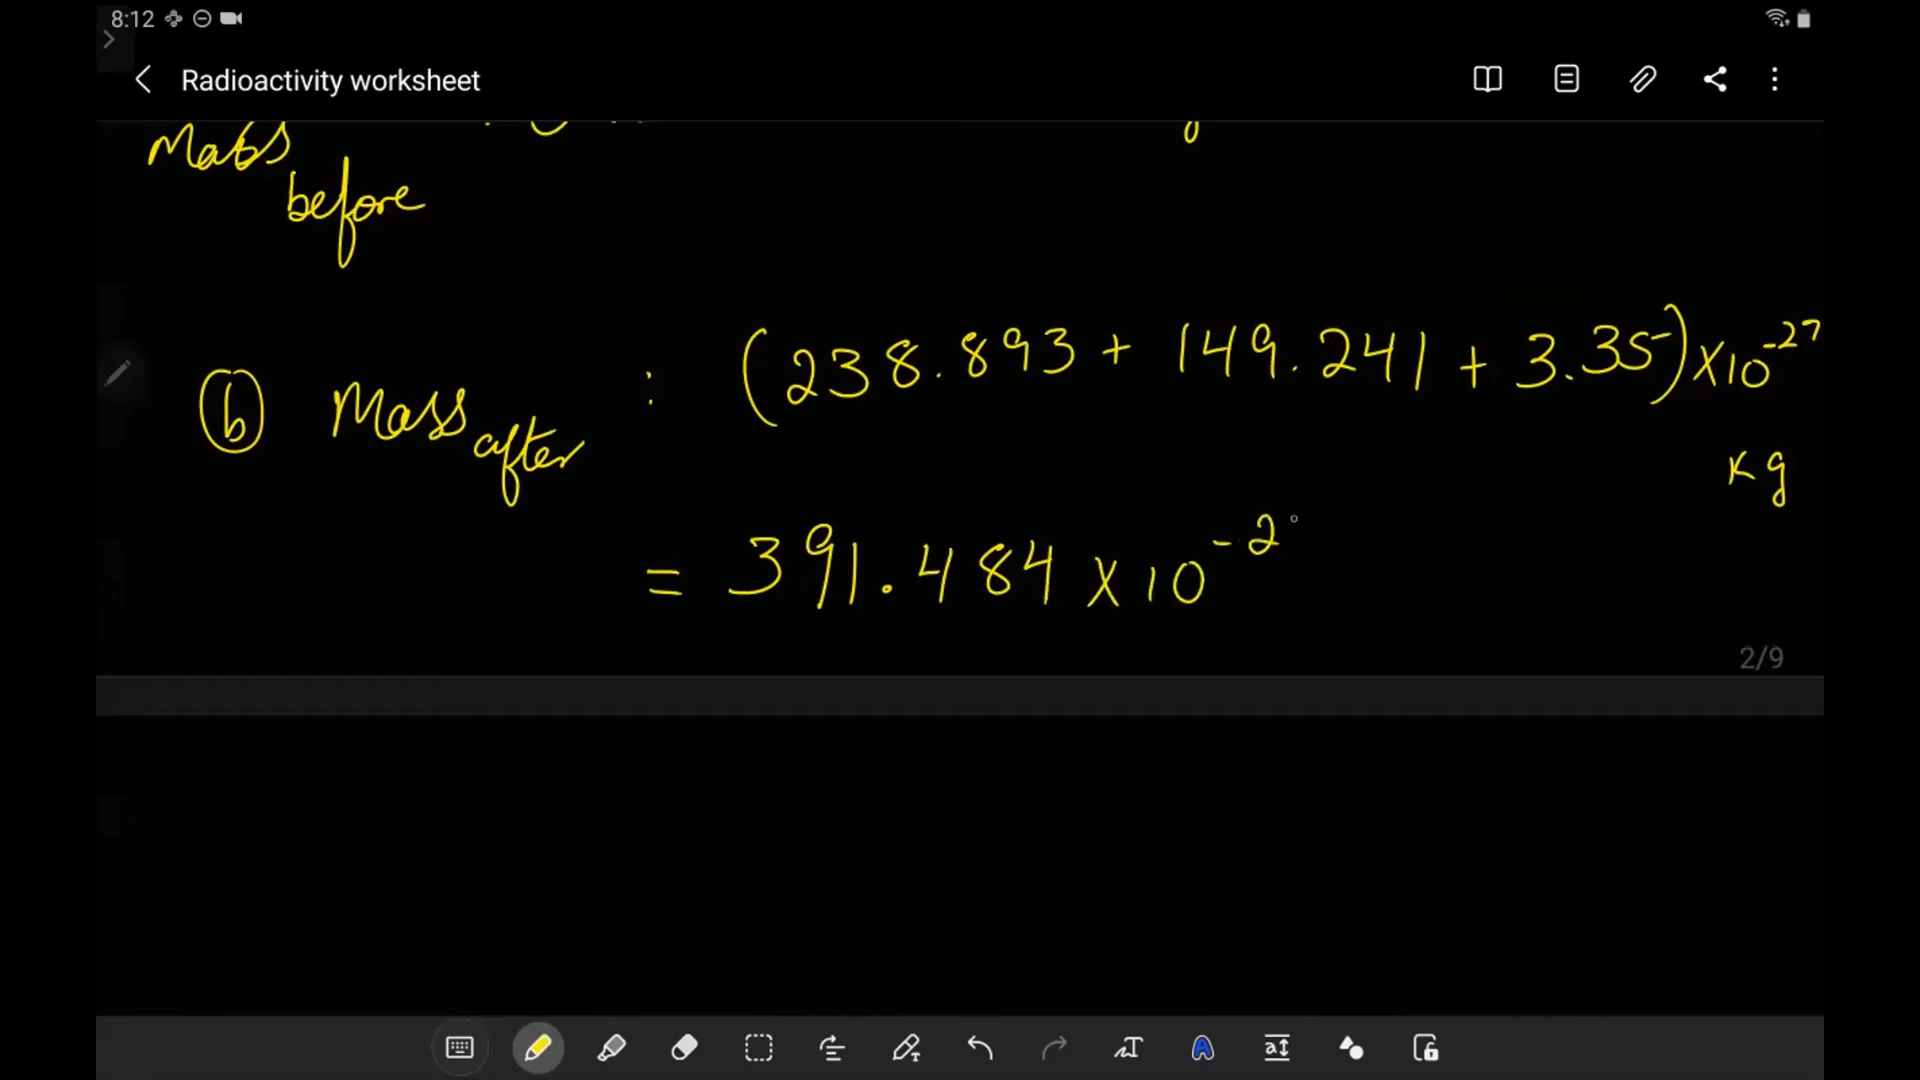 8:12
Radioactivity worksheet
Mass
before
(b) Mass after : (238.893 + 149.241 + 3.35) × 10⁻²⁷
kg
= 391.484 × 10⁻²
2/9